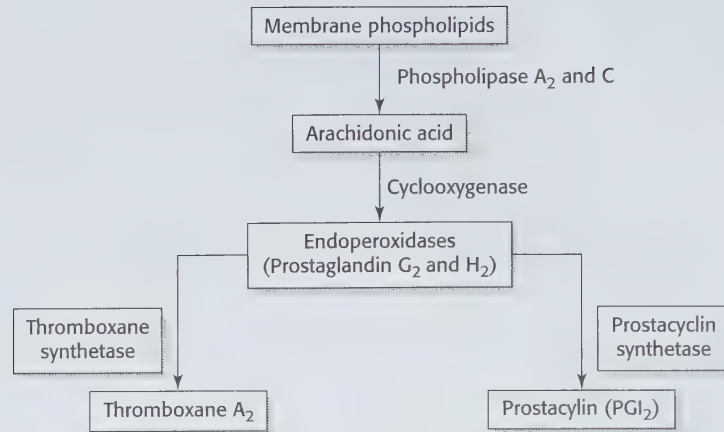 Membrane phospholipids
Phospholipase A₂ and C
Arachidonic acid
Cyclooxygenase
Endoperoxidases
(Prostaglandin G₂ and H₂)
Thromboxane
synthetase
Prostacyclin
synthetase
Thromboxane A₂
Prostacylin (PGI₂)